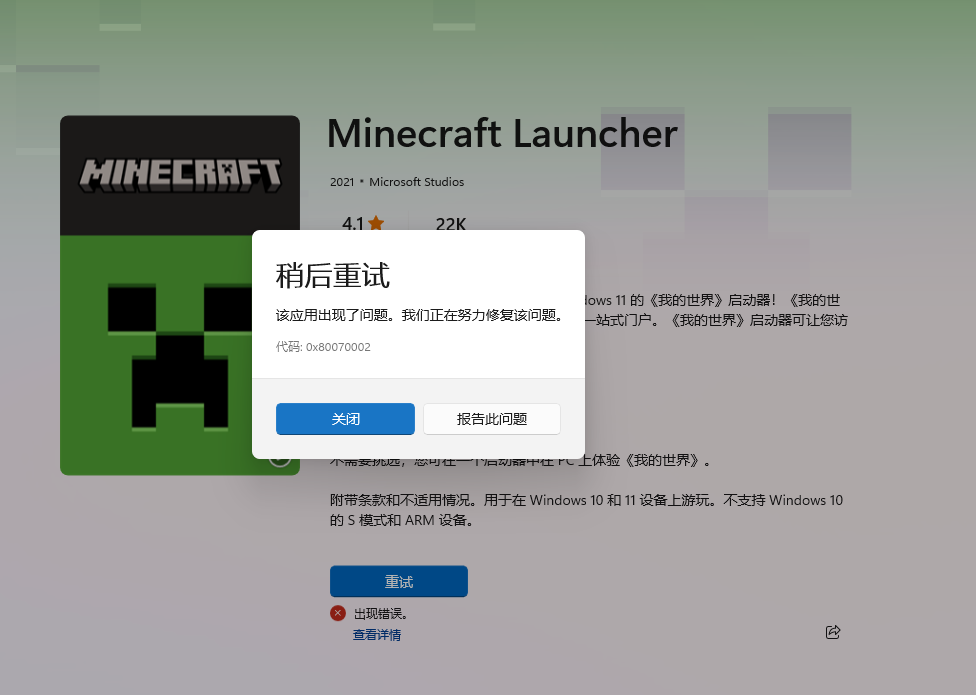 MINECRAFT
Minecraft Launcher
2021 • Microsoft Studios
4.1
22K
稍后重试
该应用出现了问题。我们正在努力修复该问题。
代码: 0x80070002
关闭
报告此问题
dows 11 的《我的世界》启动器！《我的世
一站式门户。《我的世界》启动器可让您访
不需要挑选，您可在一个启动器中在 PC 上体验《我的世界》。
附带条款和不适用情况。用于在 Windows 10 和 11 设备上游玩。不支持 Windows 10
的 S 模式和 ARM 设备。
重试
出现错误。
查看详情